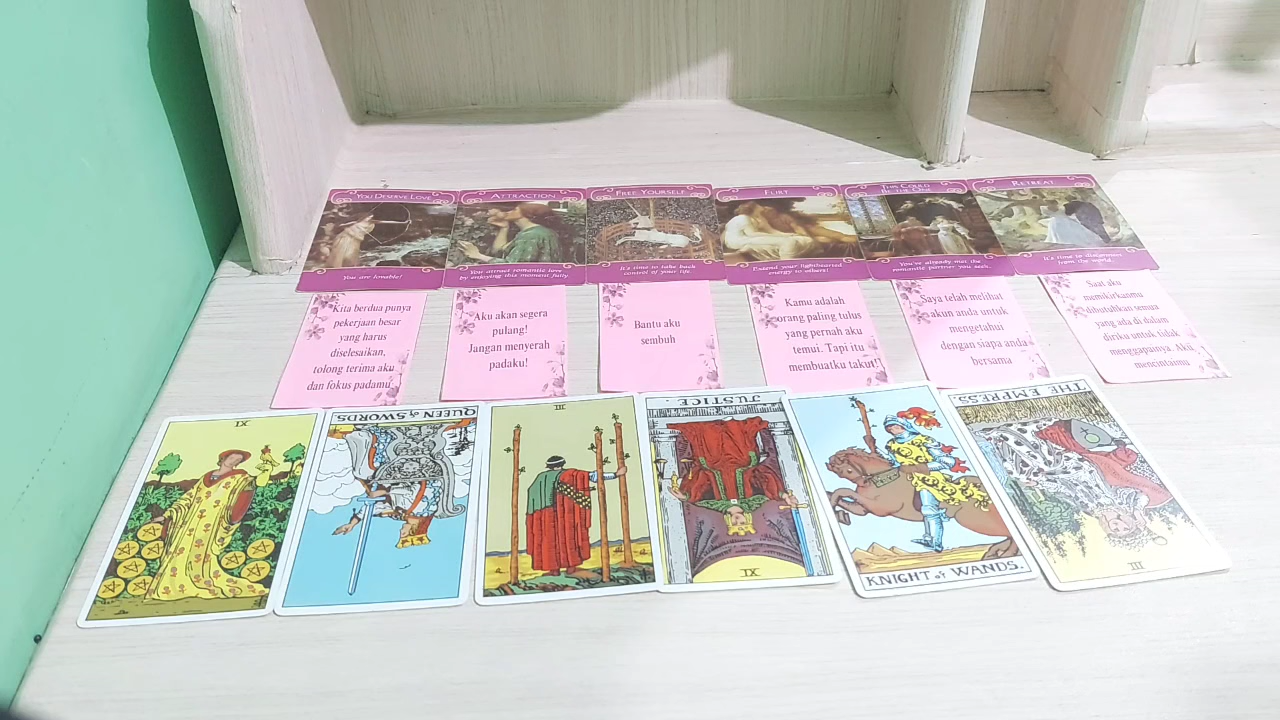 YOU DESERVE LOVE
You are lovable!
ATTRACTION
You attract romantic love
by enjoying this moment fully
FREE YOURSELF
It's time to take back
control of your life.
FLIRT
Extend your lighthearted
energy to others!
THIS COULD
BE THE ONE
You've already met the
romantic partner you seek.
RETREAT
It's time to
from the world.
Kita berdua punya
pekerjaan besar
yang harus
diselesaikan,
tolong terima aku
dan fokus padamu
Aku akan segera
pulang!
Jangan menyerah
padaku!
Bantu aku
sembuh
Kamu adalah
orang paling tulus
yang pernah aku
temui. Tapi itu
membuatku takut!
Saya telah melihat
akun anda untuk
mengetahui
dengan siapa anda
bersama
Saat aku
memikirkanmu
dibutuhkan semua
yang ada di dalam
diriku untuk tidak
menggapainya. Aku
mencintaimu
IX
QUEEN of SWORDS
III
JUSTICE.
XI
KNIGHT of WANDS.
THE EMPRESS.
III